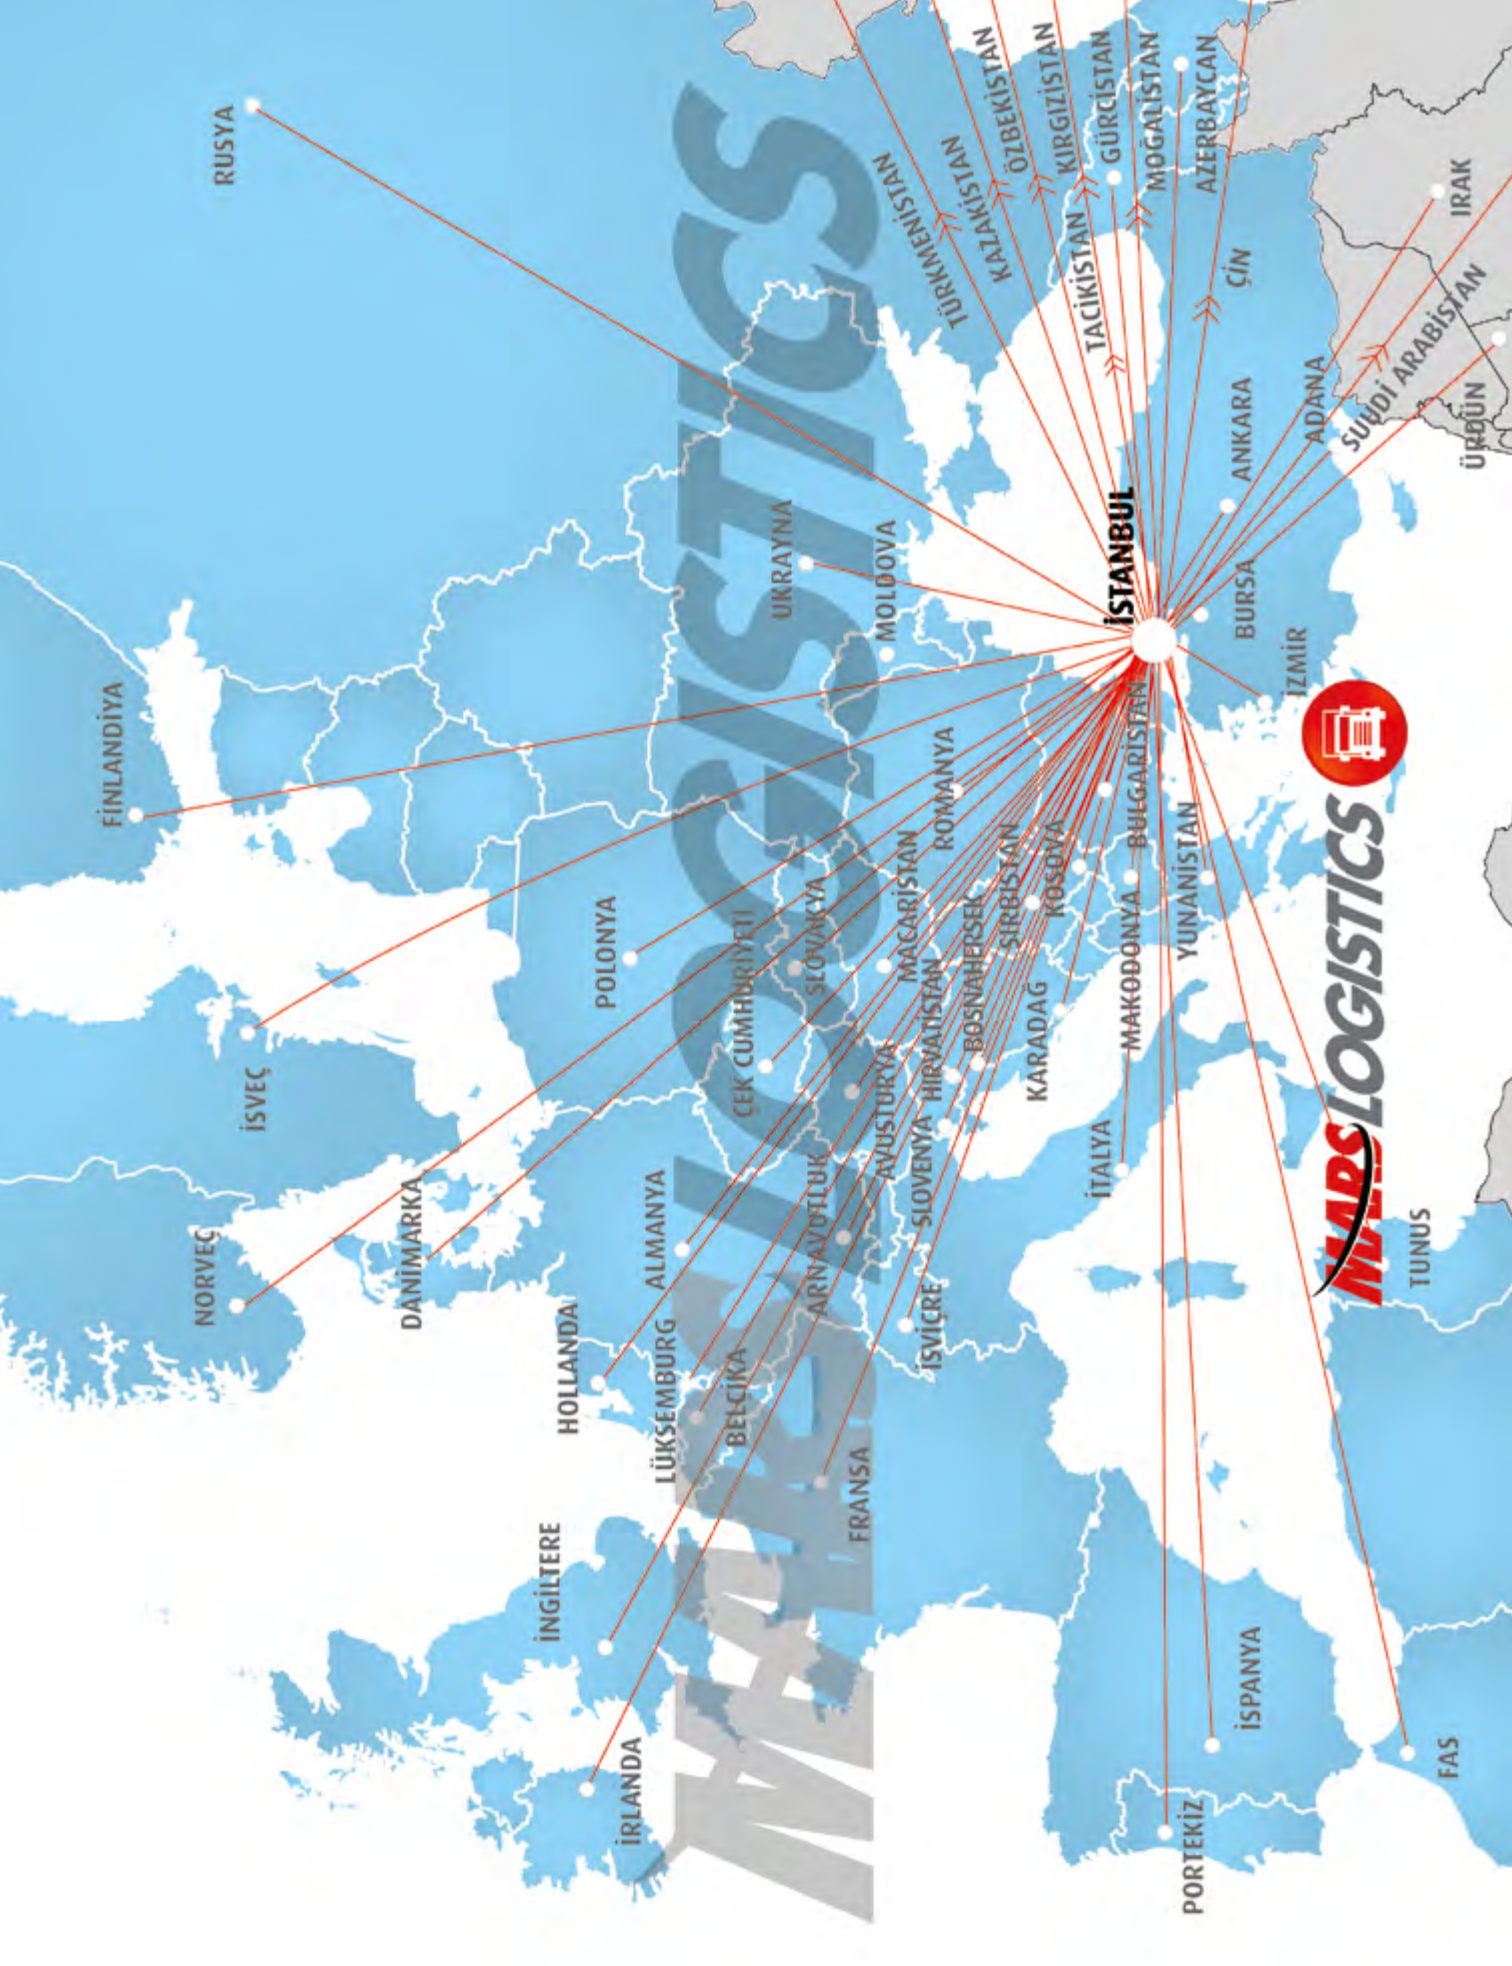 FİNLANDİYA
RUSYA
NORVEÇ
İSVEÇ
DANİMARKA
İNGİLTERE
HOLLANDA
POLONYA
İRLANDA
LÜKSEMBURG
ALMANYA
BELÇİKA
ÇEK CUMHURİYETİ
UKRAYNA
MARS LOGISTICS
ARNAVUTLUK
SLOVAKYA
FRANSA
AVUSTURYA
MACARİSTAN
MOLDOVA
TÜRKMENİSTAN
İSVİÇRE
SLOVENYA
HIRVATİSTAN
ROMANYA
KAZAKİSTAN
BOSNAHERSEK
SIRBİSTAN
ÖZBEKİSTAN
KARADAĞ
KOSOVA
KIRGIZİSTAN
İTALYA
TACİKİSTAN
GÜRCİSTAN
MAKODONYA
BULGARİSTAN
İSTANBUL
MOĞALİSTAN
PORTEKİZ
YUNANİSTAN
AZERBAYCAN
İSPANYA
BURSA
ANKARA
ÇİN
İZMİR
ADANA
MARS LOGISTICS
SUUDİ ARABİSTAN
FAS
TUNUS
ÜRDÜN
IRAK